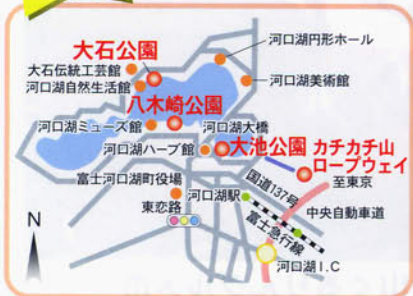 河口湖円形ホール
大石公園
大石伝統工芸館
河口湖自然生活館
河口湖美術館
八木崎公園
河口湖ミューズ館
河口湖大橋
河口湖ハーブ館
大池公園
カチカチ山
ロープウェイ
富士河口湖町役場
河口湖駅
国道137号
至東京
東恋路
中央自動車道
富士急行線
N
河口湖I.C